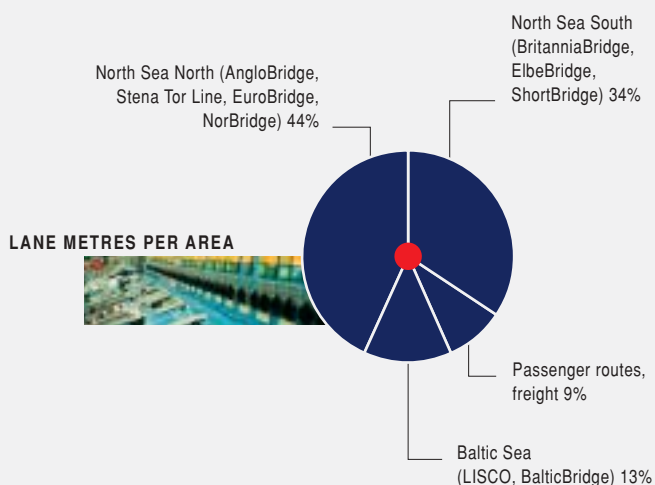 North Sea South
(BritanniaBridge,
ElbeBridge,
ShortBridge) 34%
North Sea North (AngloBridge,
Stena Tor Line, EuroBridge,
NorBridge) 44%
LANE METRES PER AREA
Passenger routes,
freight 9%
Baltic Sea
(LISCO, BalticBridge) 13%